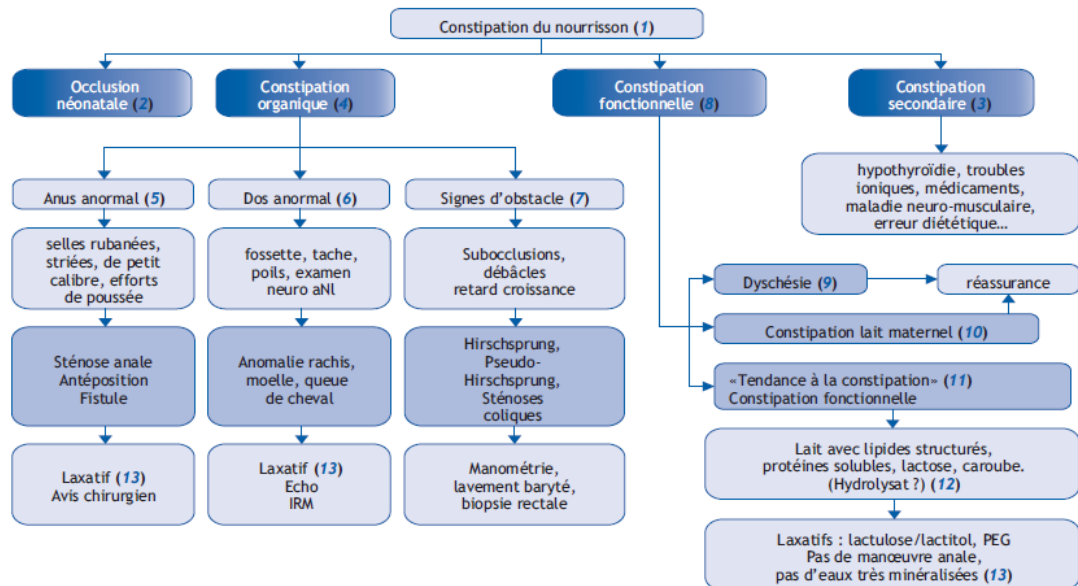 Constipation du nourrisson (1)
Occlusion
néonatale (2)
Constipation
organique (4)
Constipation
fonctionnelle (8)
Constipation
secondaire (3)
hypothyroïdie, troubles
ioniques, médicaments,
maladie neuro-musculaire,
erreur diététique…
Anus anormal (5)
Dos anormal (6)
Signes d'obstacle (7)
selles rubanées,
striées, de petit
calibre, efforts
de poussée
fossette, tache,
poils, examen
neuro aNl
Subocclusions,
débâcles
retard croissance
Dyschésie (9)
réassurance
Constipation lait maternel (10)
Sténose anale
Antéposition
Fistule
Anomalie rachis,
moelle, queue
de cheval
Hirschsprung,
Pseudo-
Hirschsprung,
Sténoses
coliques
«Tendance à la constipation» (11)
Constipation fonctionnelle
Laxatif (13)
Avis chirurgien
Laxatif (13)
Echo
IRM
Manométrie,
lavement baryté,
biopsie rectale
Lait avec lipides structurés,
protéines solubles, lactose, caroube.
(Hydrolysat ?) (12)
Laxatifs : lactulose/lactitol, PEG
Pas de manœuvre anale,
pas d'eaux très minéralisées (13)